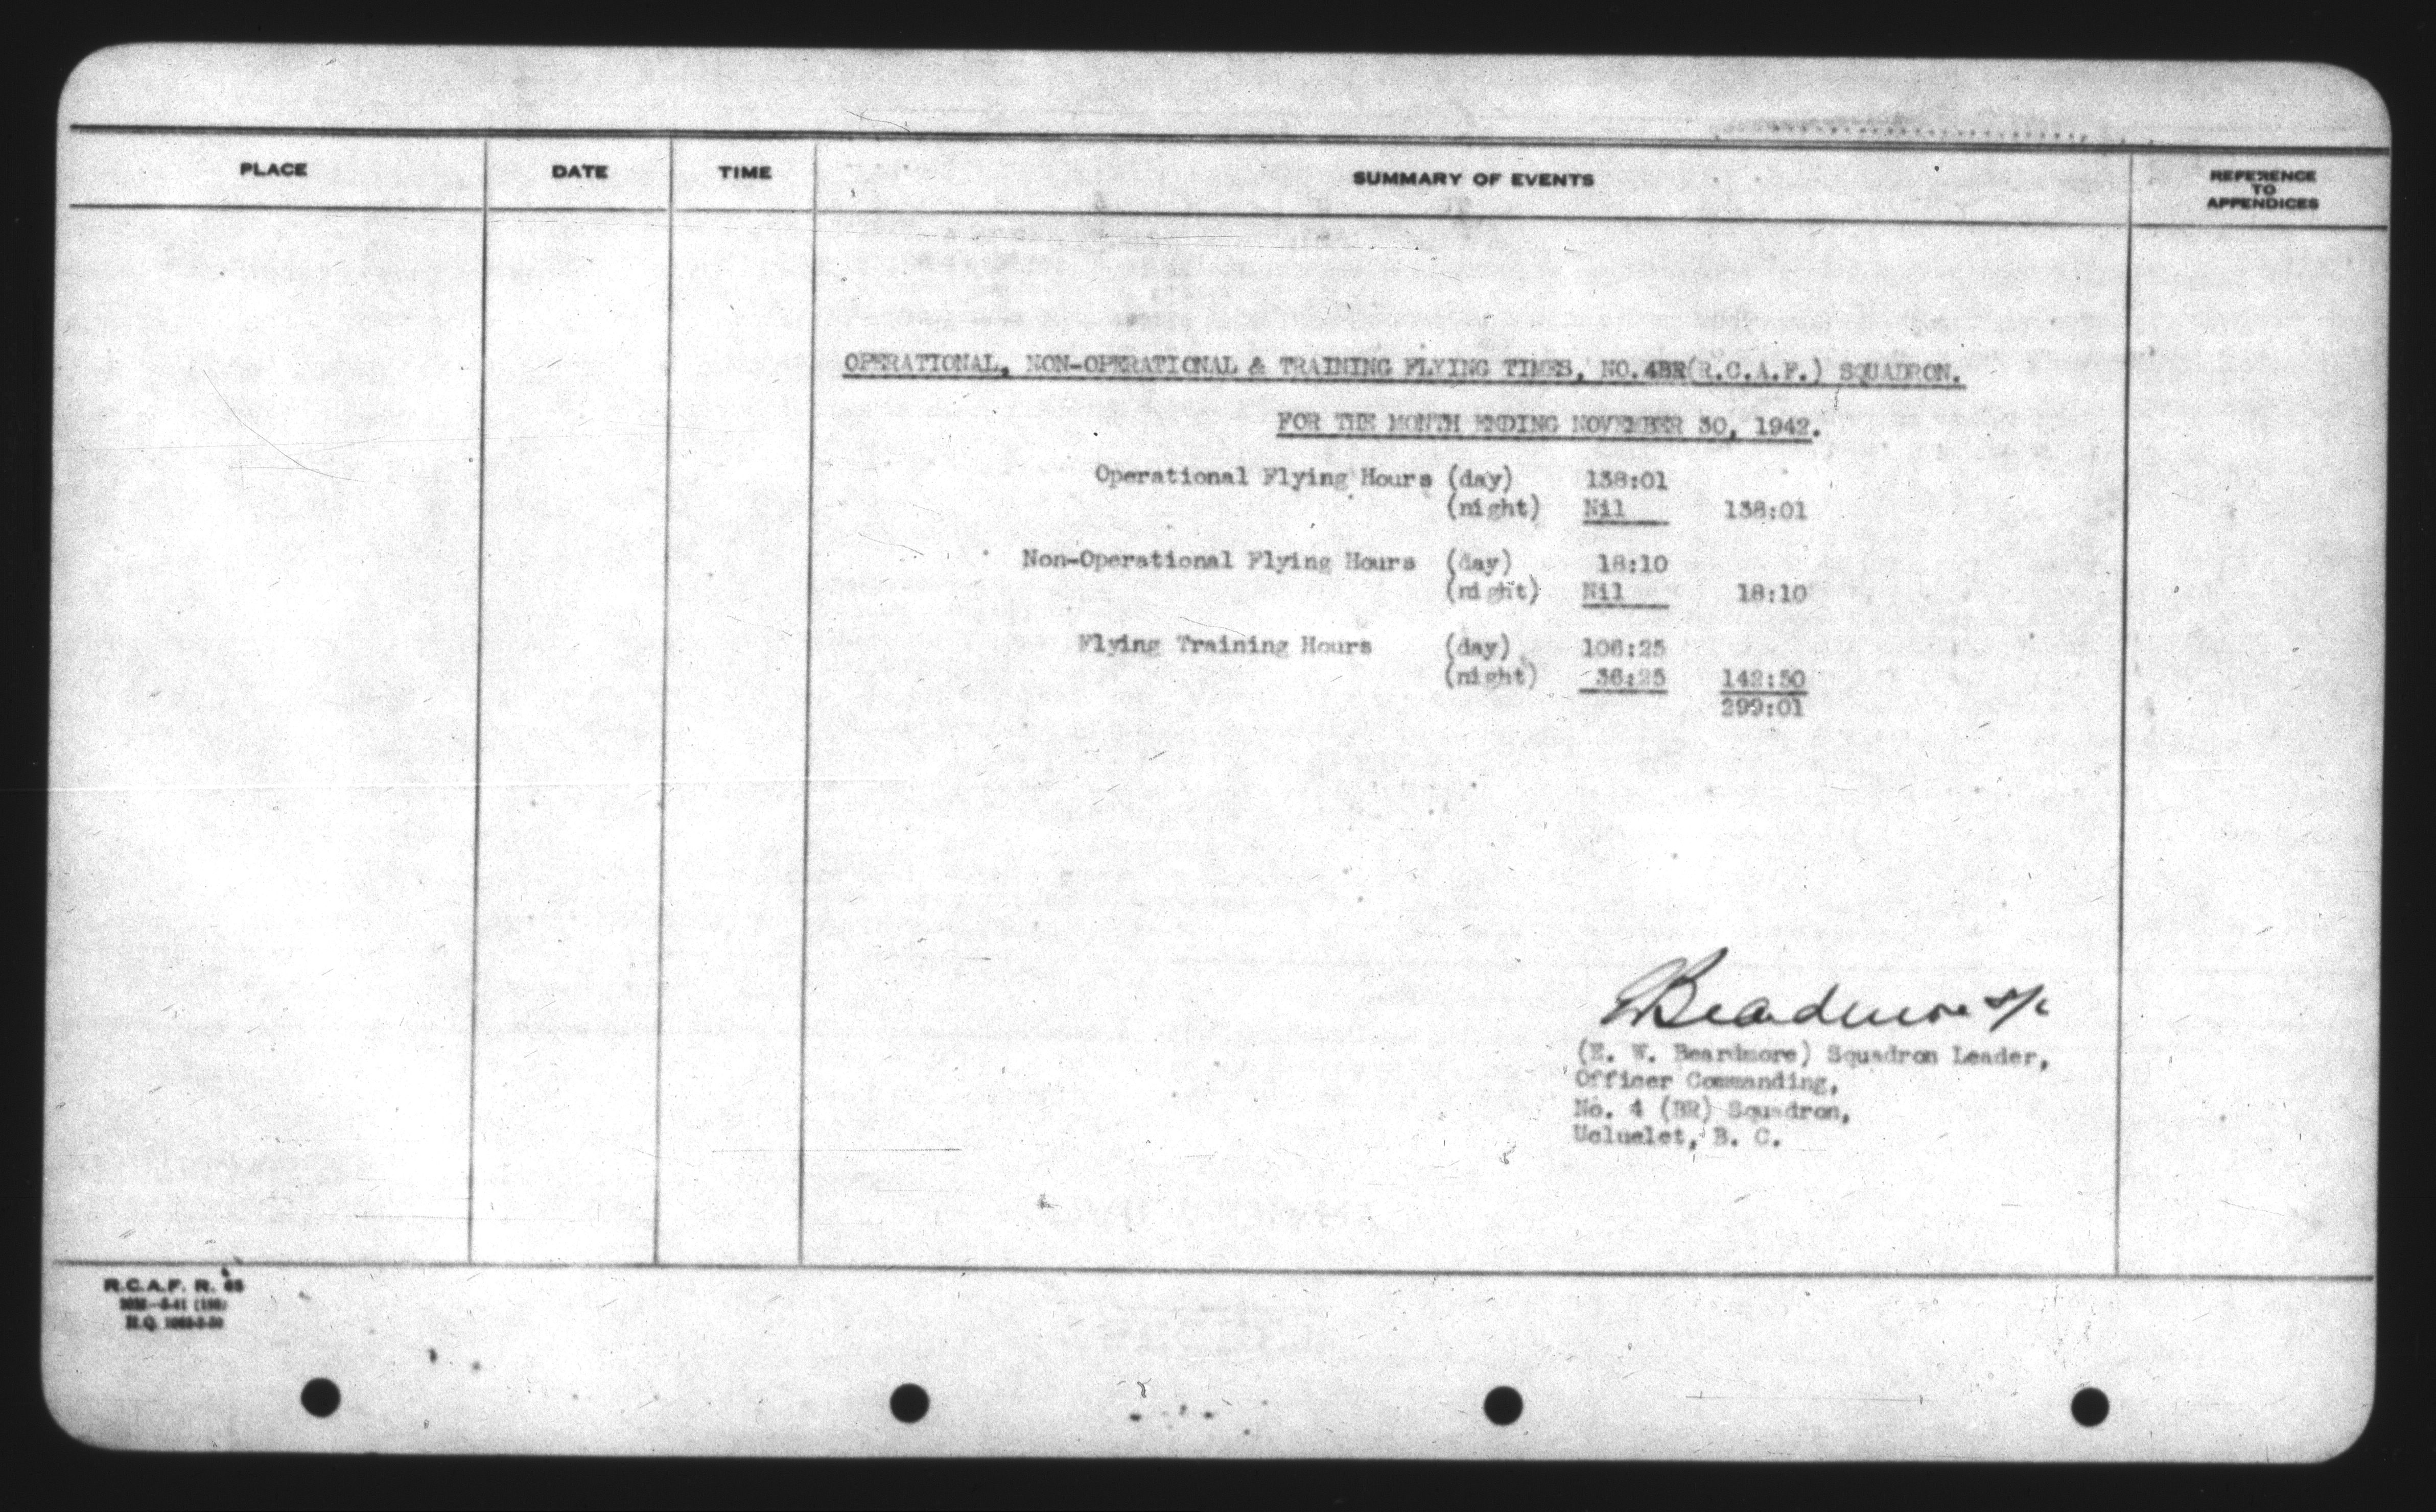 PLACE DATE TIME SUMMARY OF EVENTS REFERENCE TO APPENDICES
OPERATIONAL, NON-OPERATIONAL & TRAINING FLYING TIMES, NO.4BR(R.C.A.F.) SQUADRON.
FOR THE MONTH ENDING NOVEMBER 30, 1942.
Operational Flying Hours (day) 138:01
(night) Nil 138:01
Non-Operational Flying Hours (day) 18:10
(night) Nil 18:10
Flying Training Hours (day) 106:25
(night) 36:25 142:50
299:01
EWBeardmore S/L
(E. W. Beardmore) Squadron Leader,
Officer Commanding,
No. 4 (BR) Squadron,
Ucluelet, B. C.
R.C.A.F. R. 65
H.Q.